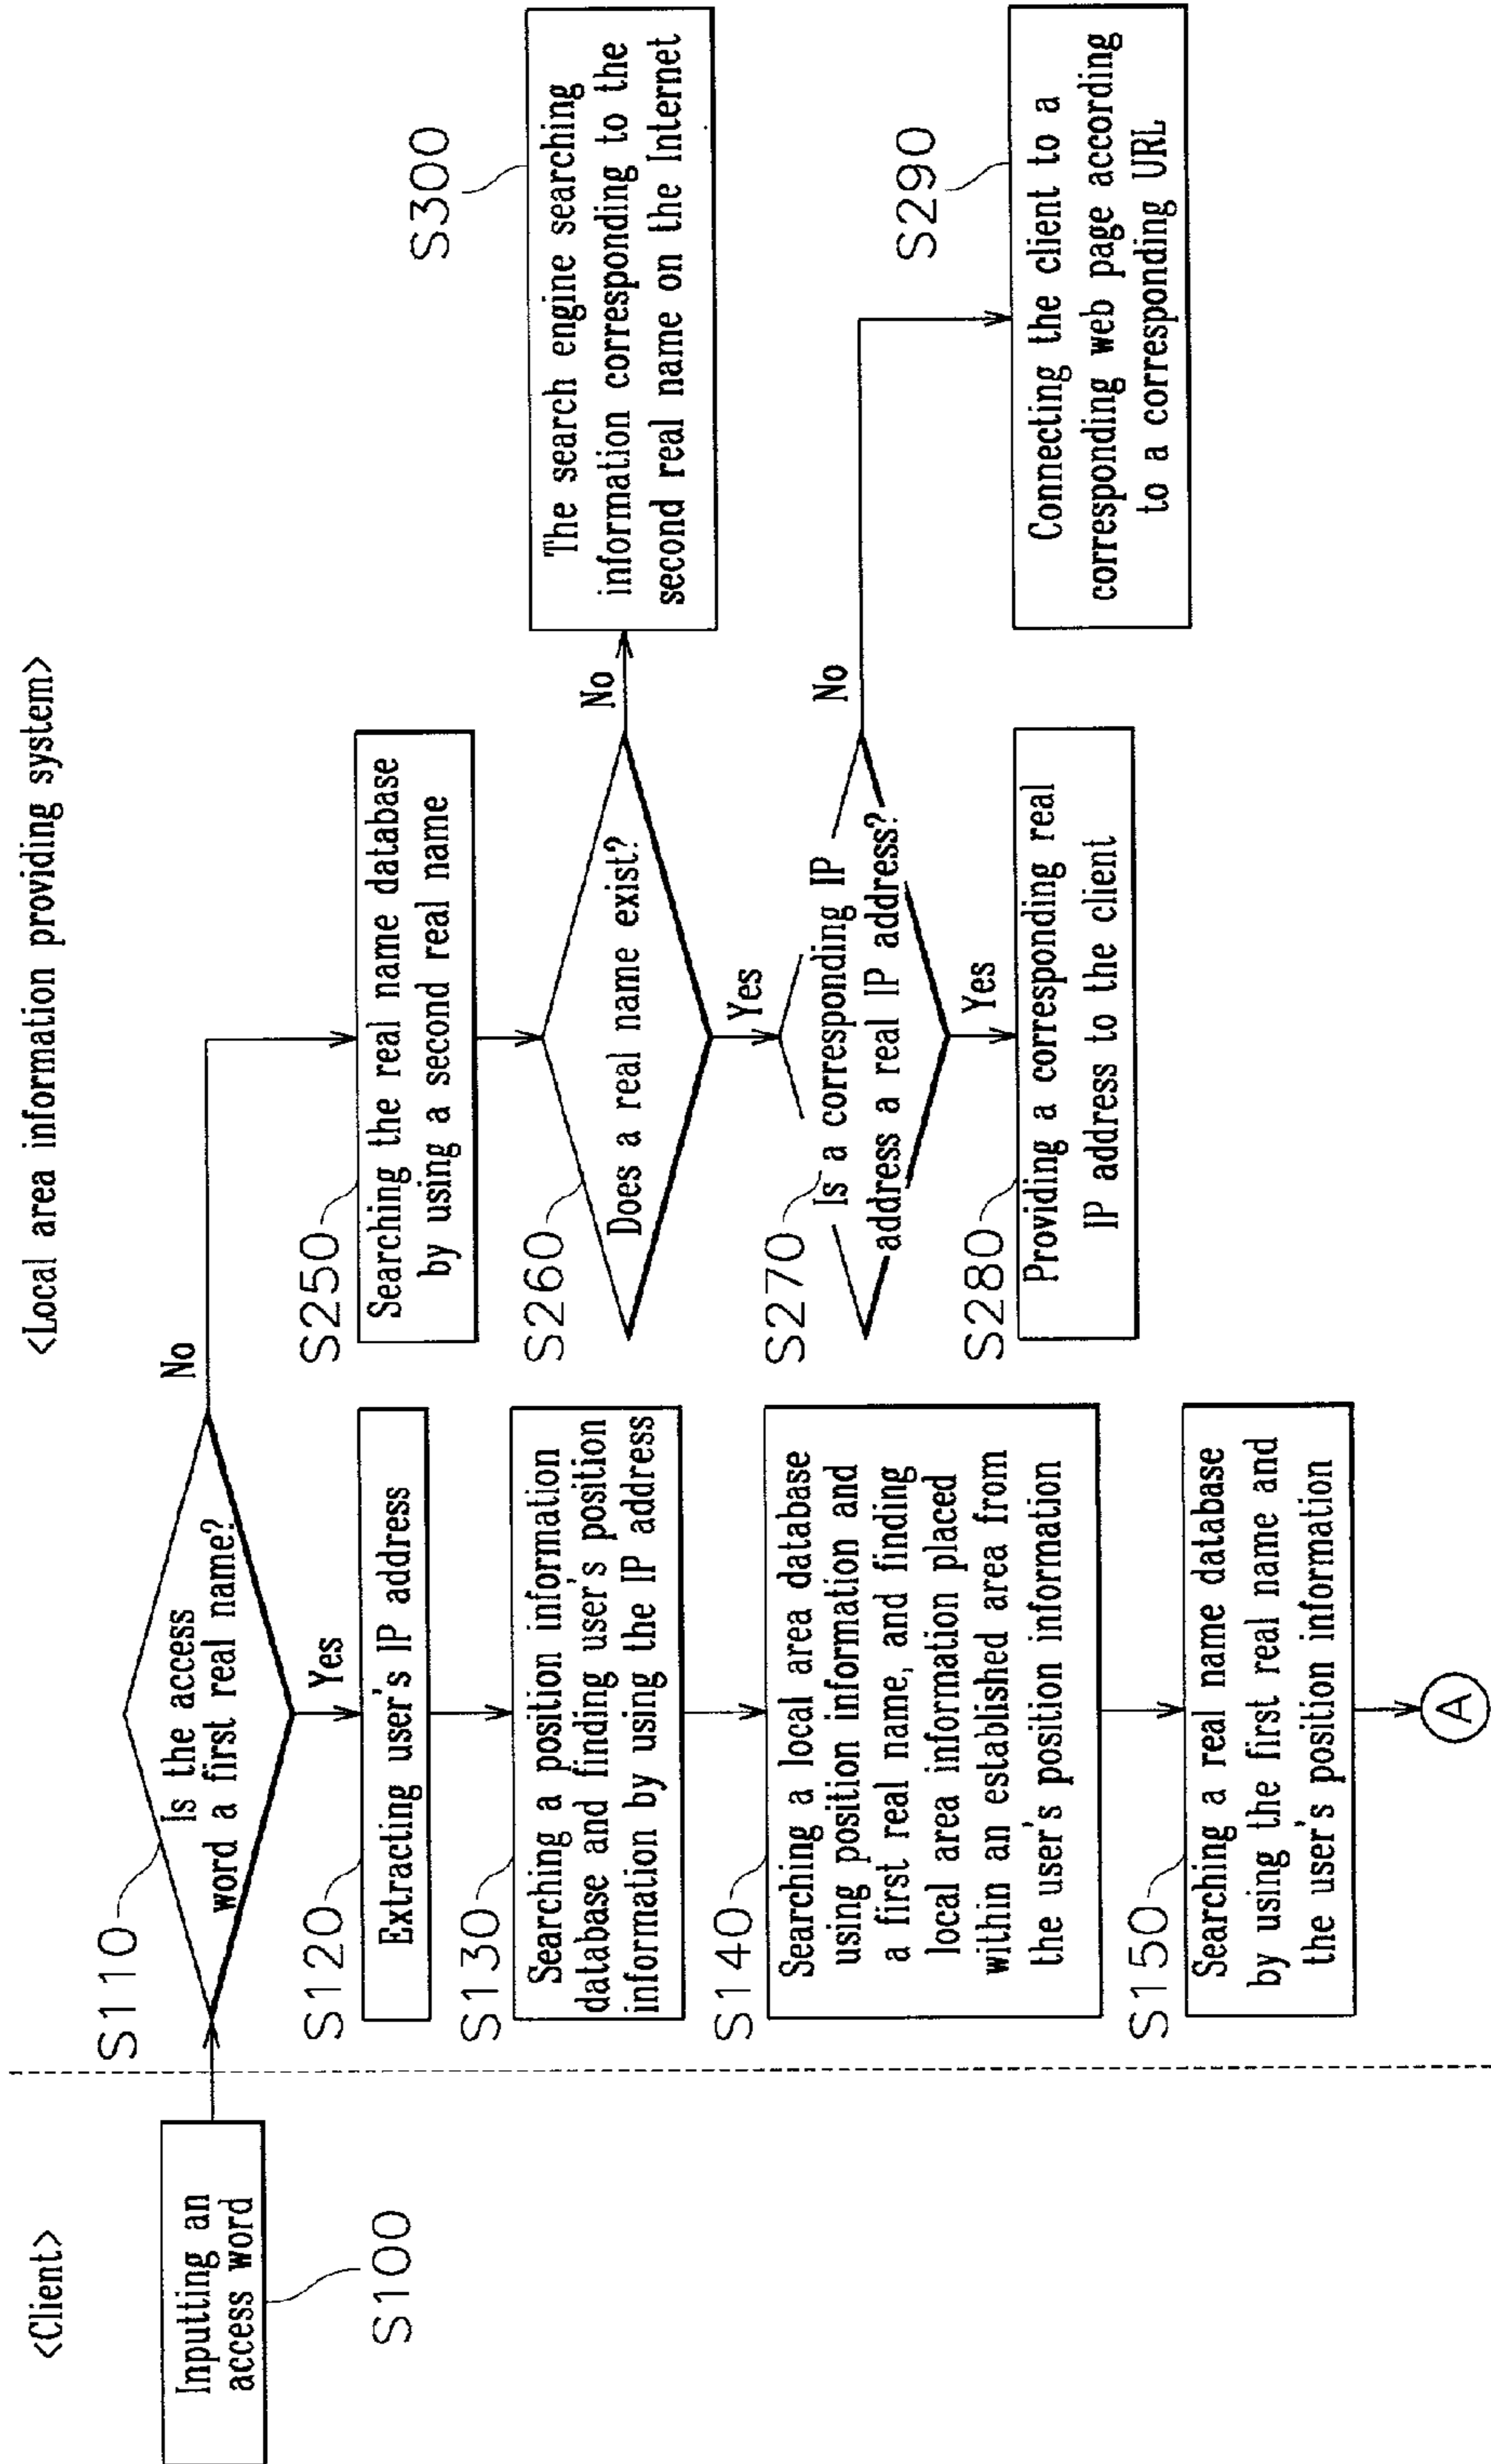 <Client>
<Local area information providing system>
Inputting an
access word
S100
S110
Is the access
word a first real name?
No
Yes
S120
Extracting user's IP address
S130
Searching a position information
database and finding user's position
information by using the IP address
S140
Searching a local area database
using position information and
a first real name, and finding
local area information placed
within an established area from
the user's position information
S150
Searching a real name database
by using the first real name and
the user's position information
A
S250
Searching the real name database
by using a second real name
S260
Does a real name exist?
No
Yes
S270
Is a corresponding IP
address a real IP address?
No
Yes
S280
Providing a corresponding real
IP address to the client
S300
The search engine searching
information corresponding to the
second real name on the Internet
S290
Connecting the client to a
corresponding web page according
to a corresponding URL